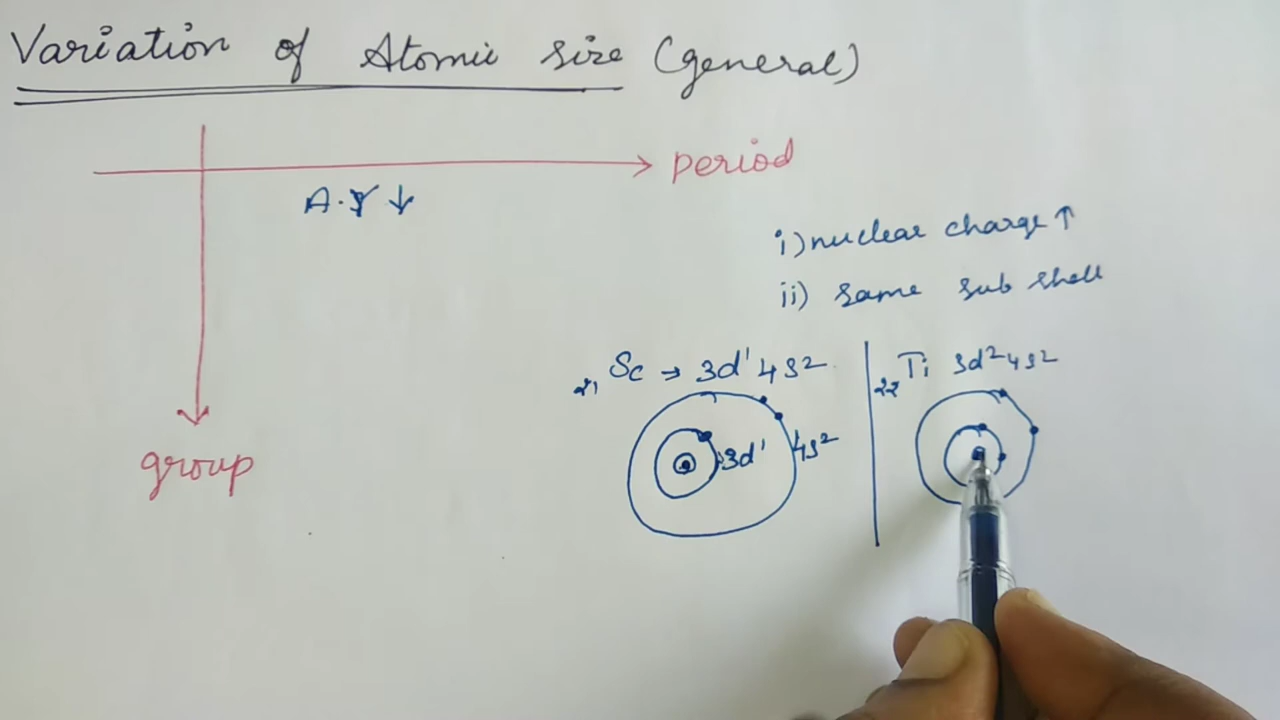 Variation of Atomic size (general)
period
A.r ↓
i) nuclear charge ↑
ii) same sub shell
21 Sc → 3d¹ 4s²
22 Ti 3d² 4s²
3d¹
4s²
group